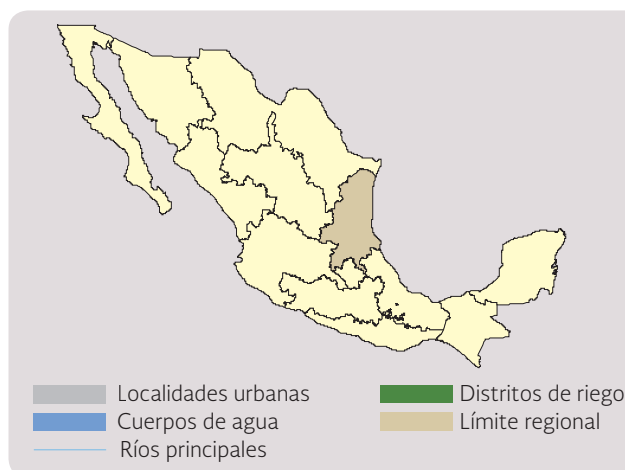 Localidades urbanas
Cuerpos de agua
Ríos principales
Distritos de riego
Límite regional